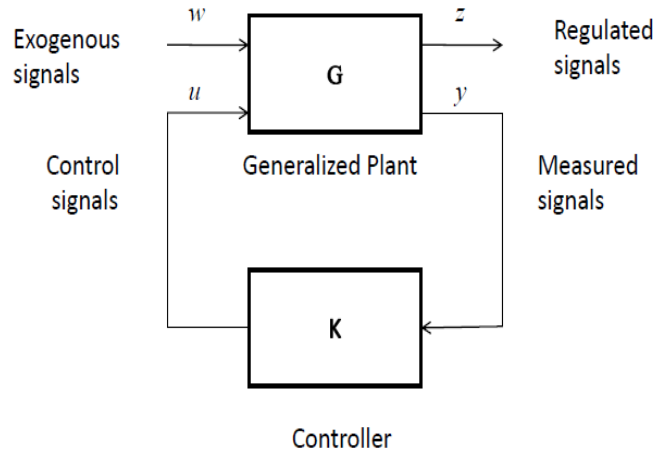 w
z
Exogenous
signals
Regulated
signals
G
u
y
Control
signals
Generalized Plant
Measured
signals
K
Controller